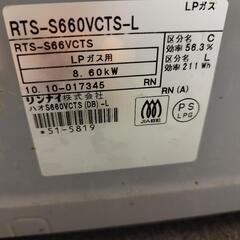 LPガス
RTS-S660VCTS-L
RTS-S66VCTS
区分名 C
効率 56.3%
LPガス用
8.60kW
区分名 L
効率 211Wh
10.10-017345 RN
RN(A)
リンナイ株式会社
ハオS660VCTS(DB)-L
*51-5819
JIA認証
PS
LPG